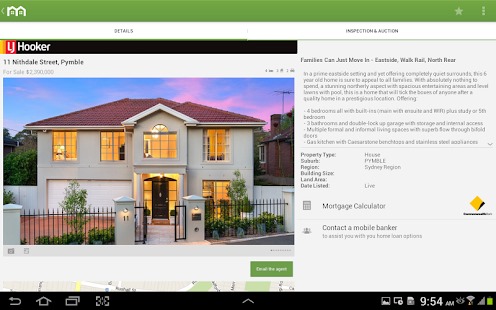 DETAILS
INSPECTION & AUCTION
LJ Hooker
11 Nithdale Street, Pymble
For Sale $2,090,000
11
Email the agent
Families Can Just Move In - Eastside, Walk Rail, North Rear
In a prime eastside setting and yet offering completely quiet surrounds, this 6
year old home is sure to appeal to all families. With absolutely nothing to
spend, a stunning northerly aspect with spacious entertaining areas and level
lawns with pool, this is a home that will tick the boxes of anyone after a
quality home in a prestigious location. Offering:
- 4 bedrooms all with built-ins (main with ensuite and WIR) plus study or 5th
bedroom
- 3 bathrooms and double lock-up garage with storage and internal access
- Multiple formal and informal living spaces with superb flow through bifold
doors
- Gas kitchen with Caesarstone benchtops and stainless steel appliances
Property Type: House
Suburb: PYMBLE
Region: Sydney Region
Building Size:
Land Area:
Date Listed: Live
Mortgage Calculator
CommonwealthBank
Contact a mobile banker
to assist you with you home loan options
9:54 AM